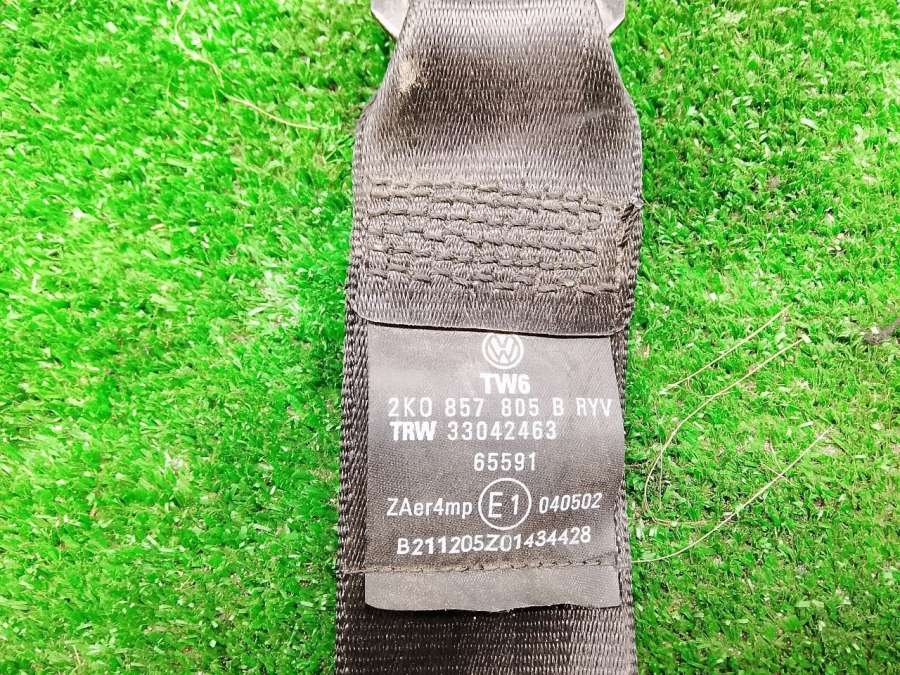 TW6
2K0 857 805 B RYV
TRW 33042463
65591
ZAer4mp E1 040502
B211205Z01434428